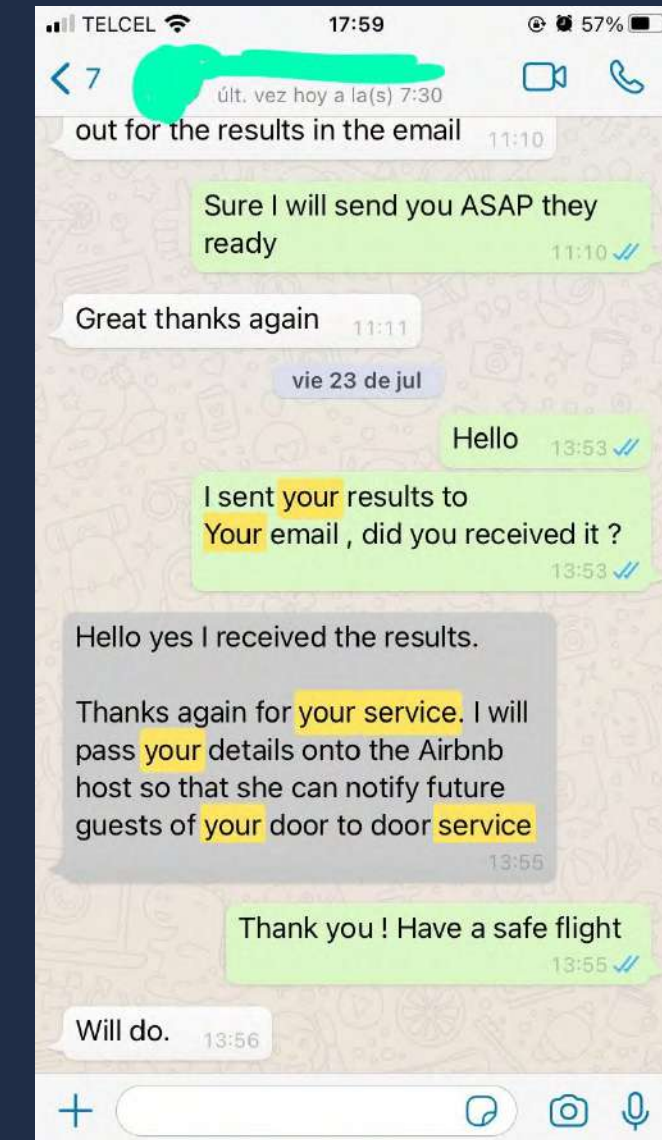 TELCEL 17:59 57%
7
últ. vez hoy a la(s) 7:30
out for the results in the email 11:10
Sure I will send you ASAP they
ready 11:10
Great thanks again 11:11
vie 23 de jul
Hello 13:53
I sent your results to
Your email , did you received it ?
13:53
Hello yes I received the results.
Thanks again for your service. I will
pass your details onto the Airbnb
host so that she can notify future
guests of your door to door service
13:55
Thank you ! Have a safe flight
13:55
Will do. 13:56